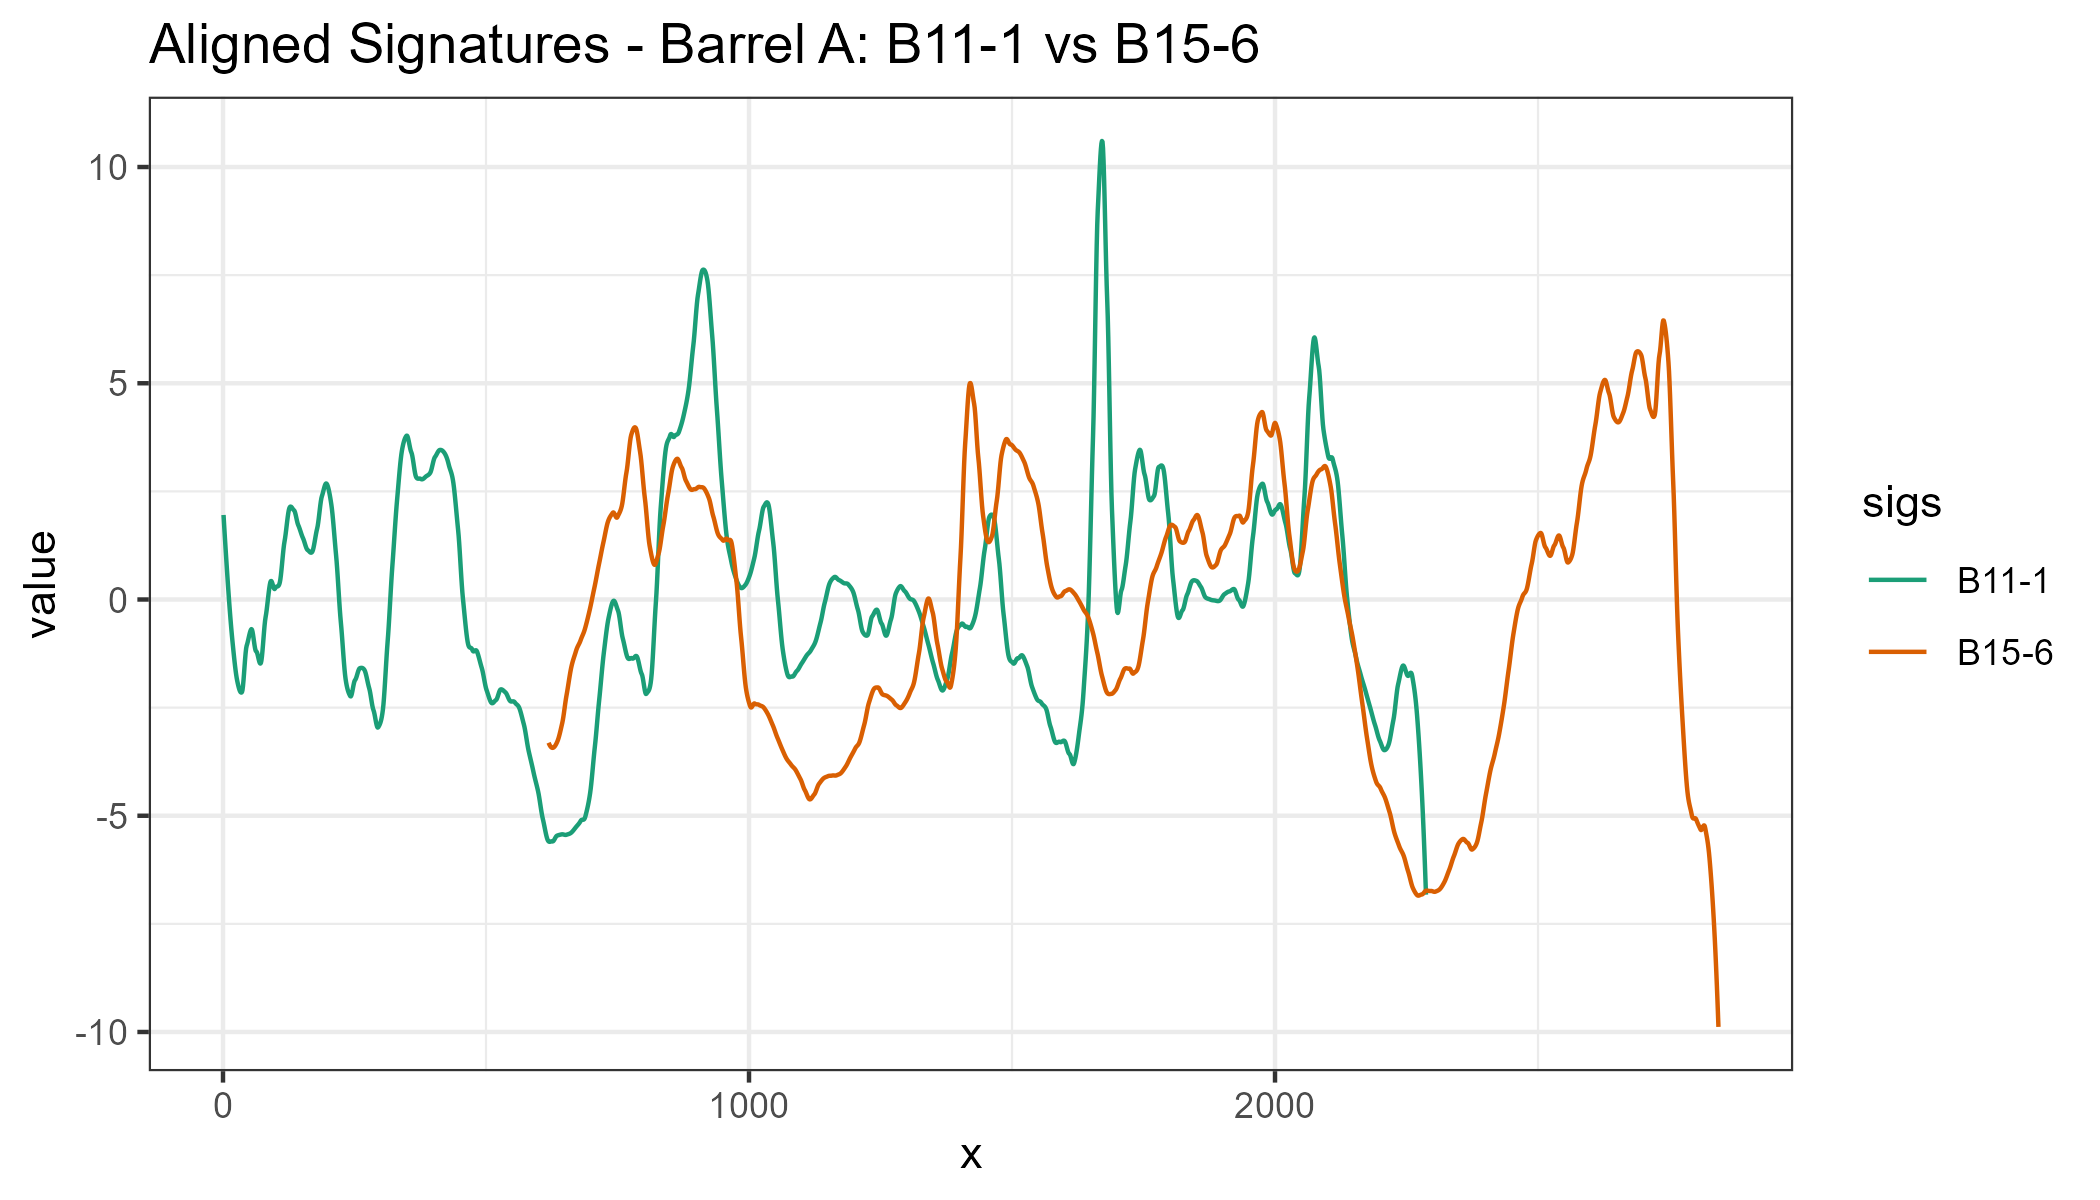 Aligned Signatures - Barrel A: B11-1 vs B15-6
10
5
0
-5
-10
value
0 1000 2000
x
sigs
B11-1
B15-6